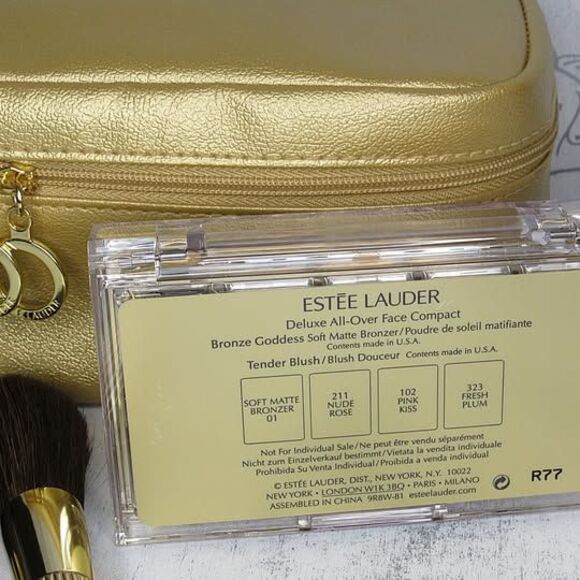 ESTĒE LAUDER
Deluxe All-Over Face Compact
Bronze Goddess Soft Matte Bronzer/Poudre de soleil matifiante
Contents made in U.S.A.
Tender Blush/Blush Douceur Contents made in U.S.A.
SOFT MATTE
BRONZER
01
211
NUDE
ROSE
102
PINK
KISS
323
FRESH
PLUM
Not For Individual Sale/Ne peut être vendu séparément
Nicht zum Einzelverkauf bestimmt/Vietata la vendita individuale
Prohibida Su Venta Individual/Proibida a venda individual
© ESTĒE LAUDER, DIST., NEW YORK, N.Y. 10022
NEW YORK • LONDON W1K 3BQ • PARIS • MILANO
ASSEMBLED IN CHINA 9R8W-81 esteelauder.com
R77
LAUDER